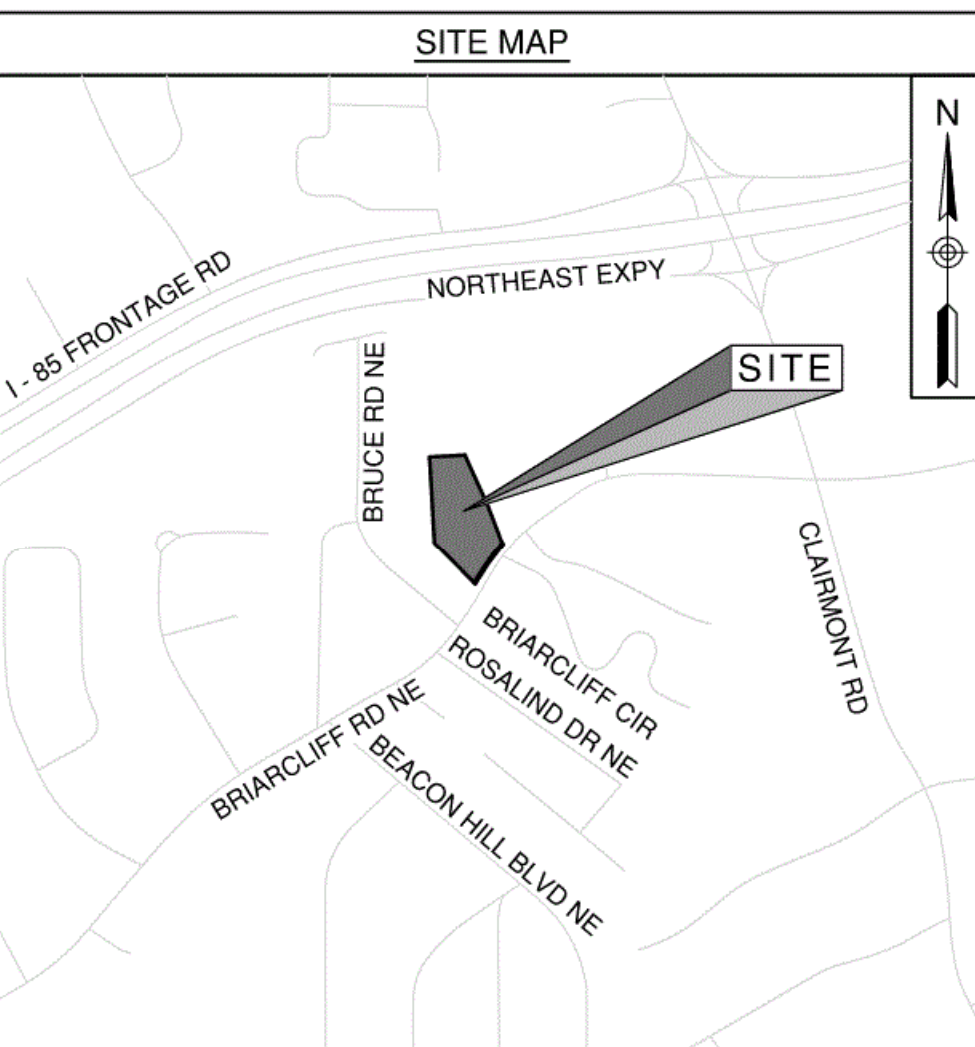 SITE MAP
N
I - 85 FRONTAGE RD
NORTHEAST EXPY
BRUCE RD NE
SITE
CLAIRMONT RD
BRIARCLIFF CIR
ROSALIND DR NE
BRIARCLIFF RD NE
BEACON HILL BLVD NE